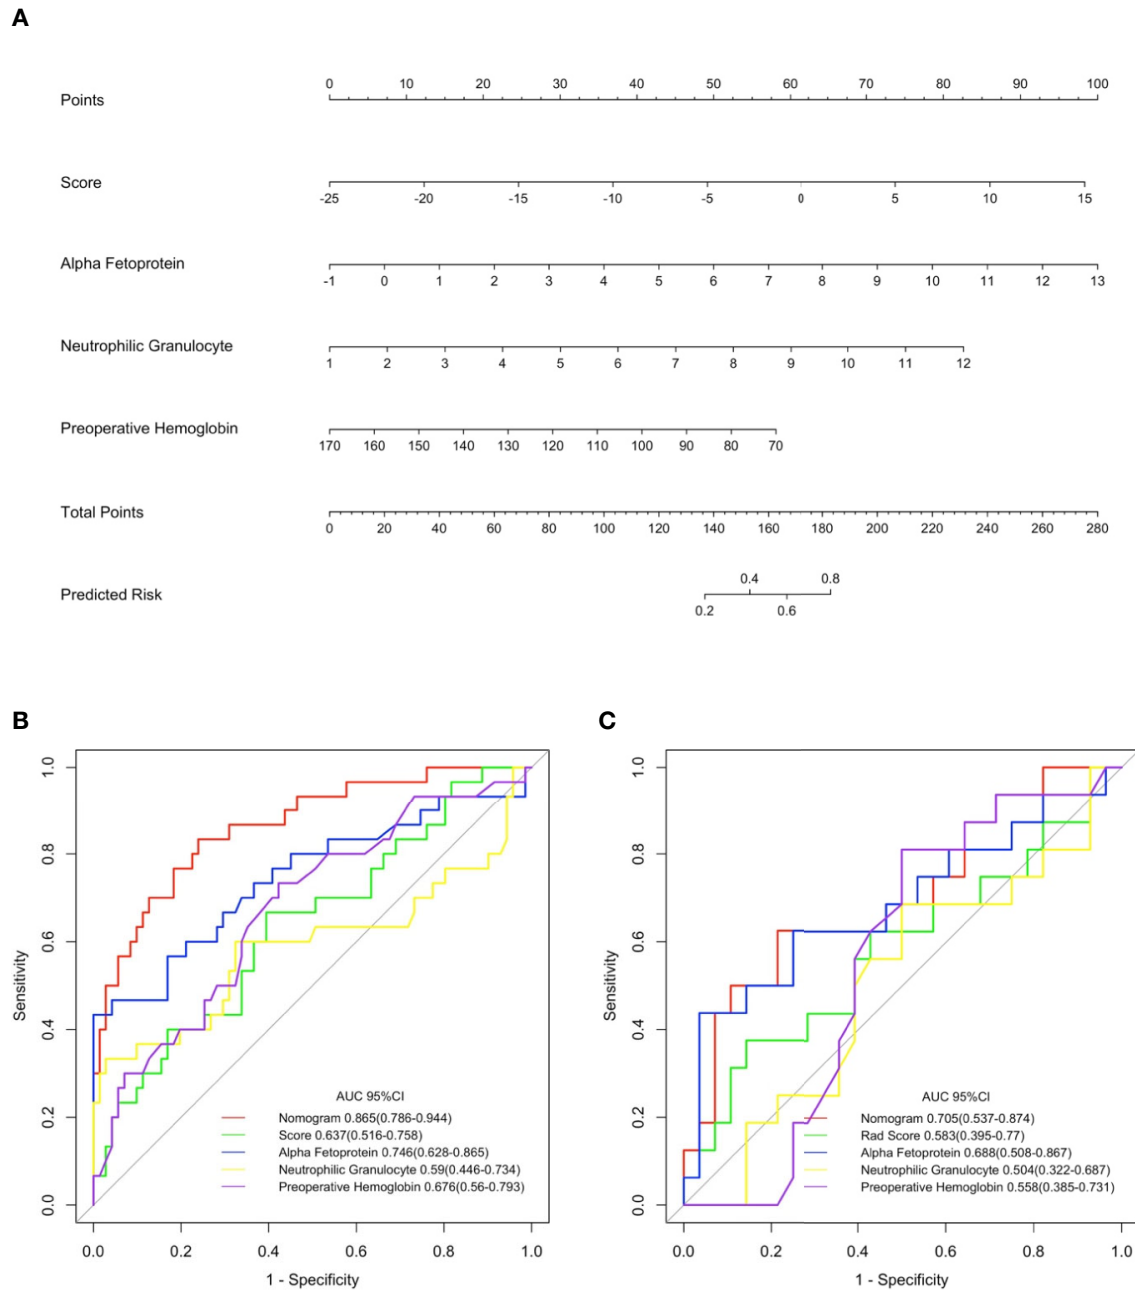 A
Points
0 10 20 30 40 50 60 70 80 90 100
Score
-25 -20 -15 -10 -5 0 5 10 15
Alpha Fetoprotein
-1 0 1 2 3 4 5 6 7 8 9 10 11 12 13
Neutrophilic Granulocyte
1 2 3 4 5 6 7 8 9 10 11 12
Preoperative Hemoglobin
170 160 150 140 130 120 110 100 90 80 70
Total Points
0 20 40 60 80 100 120 140 160 180 200 220 240 260 280
Predicted Risk
0.4 0.8
0.2 0.6
B
Sensitivity
1.0
0.8
0.6
0.4
0.2
0.0
AUC 95%CI
Nomogram 0.865(0.786-0.944)
Score 0.637(0.516-0.758)
Alpha Fetoprotein 0.746(0.628-0.865)
Neutrophilic Granulocyte 0.59(0.446-0.734)
Preoperative Hemoglobin 0.676(0.56-0.793)
0.0 0.2 0.4 0.6 0.8 1.0
1 - Specificity
C
Sensitivity
1.0
0.8
0.6
0.4
0.2
0.0
AUC 95%CI
Nomogram 0.705(0.537-0.874)
Rad Score 0.583(0.395-0.77)
Alpha Fetoprotein 0.688(0.508-0.867)
Neutrophilic Granulocyte 0.504(0.322-0.687)
Preoperative Hemoglobin 0.558(0.385-0.731)
0.0 0.2 0.4 0.6 0.8 1.0
1 - Specificity